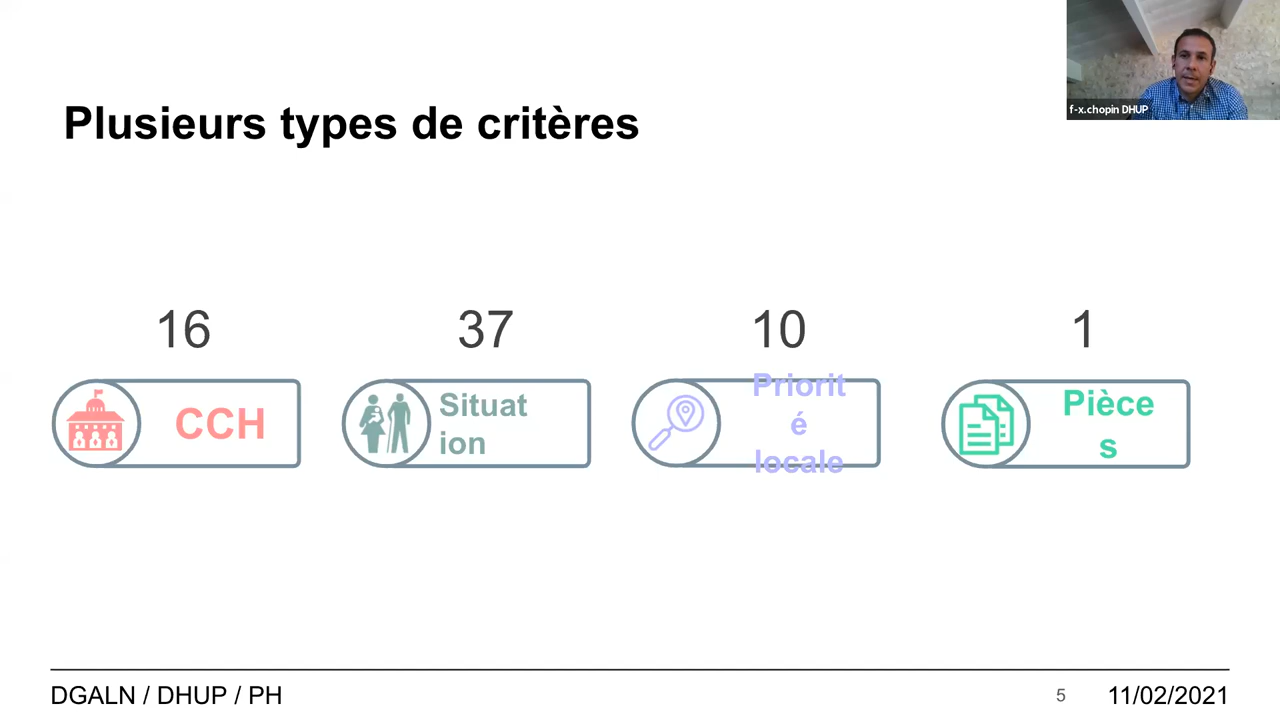 f-x.chopin DHUP
Plusieurs types de critères
16
37
10
1
CCH
Situat
ion
Priorit
é
locale
Pièce
s
DGALN / DHUP / PH
5
11/02/2021